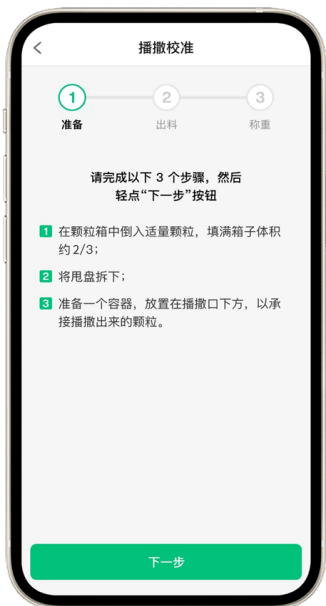 播撒校准
1 2 3
准备 出料 称重
请完成以下 3 个步骤，然后
轻点“下一步”按钮
1 在颗粒箱中倒入适量颗粒，填满箱子体积
约 2/3；
2 将甩盘拆下；
3 准备一个容器，放置在播撒口下方，以承
接播撒出来的颗粒。
下一步